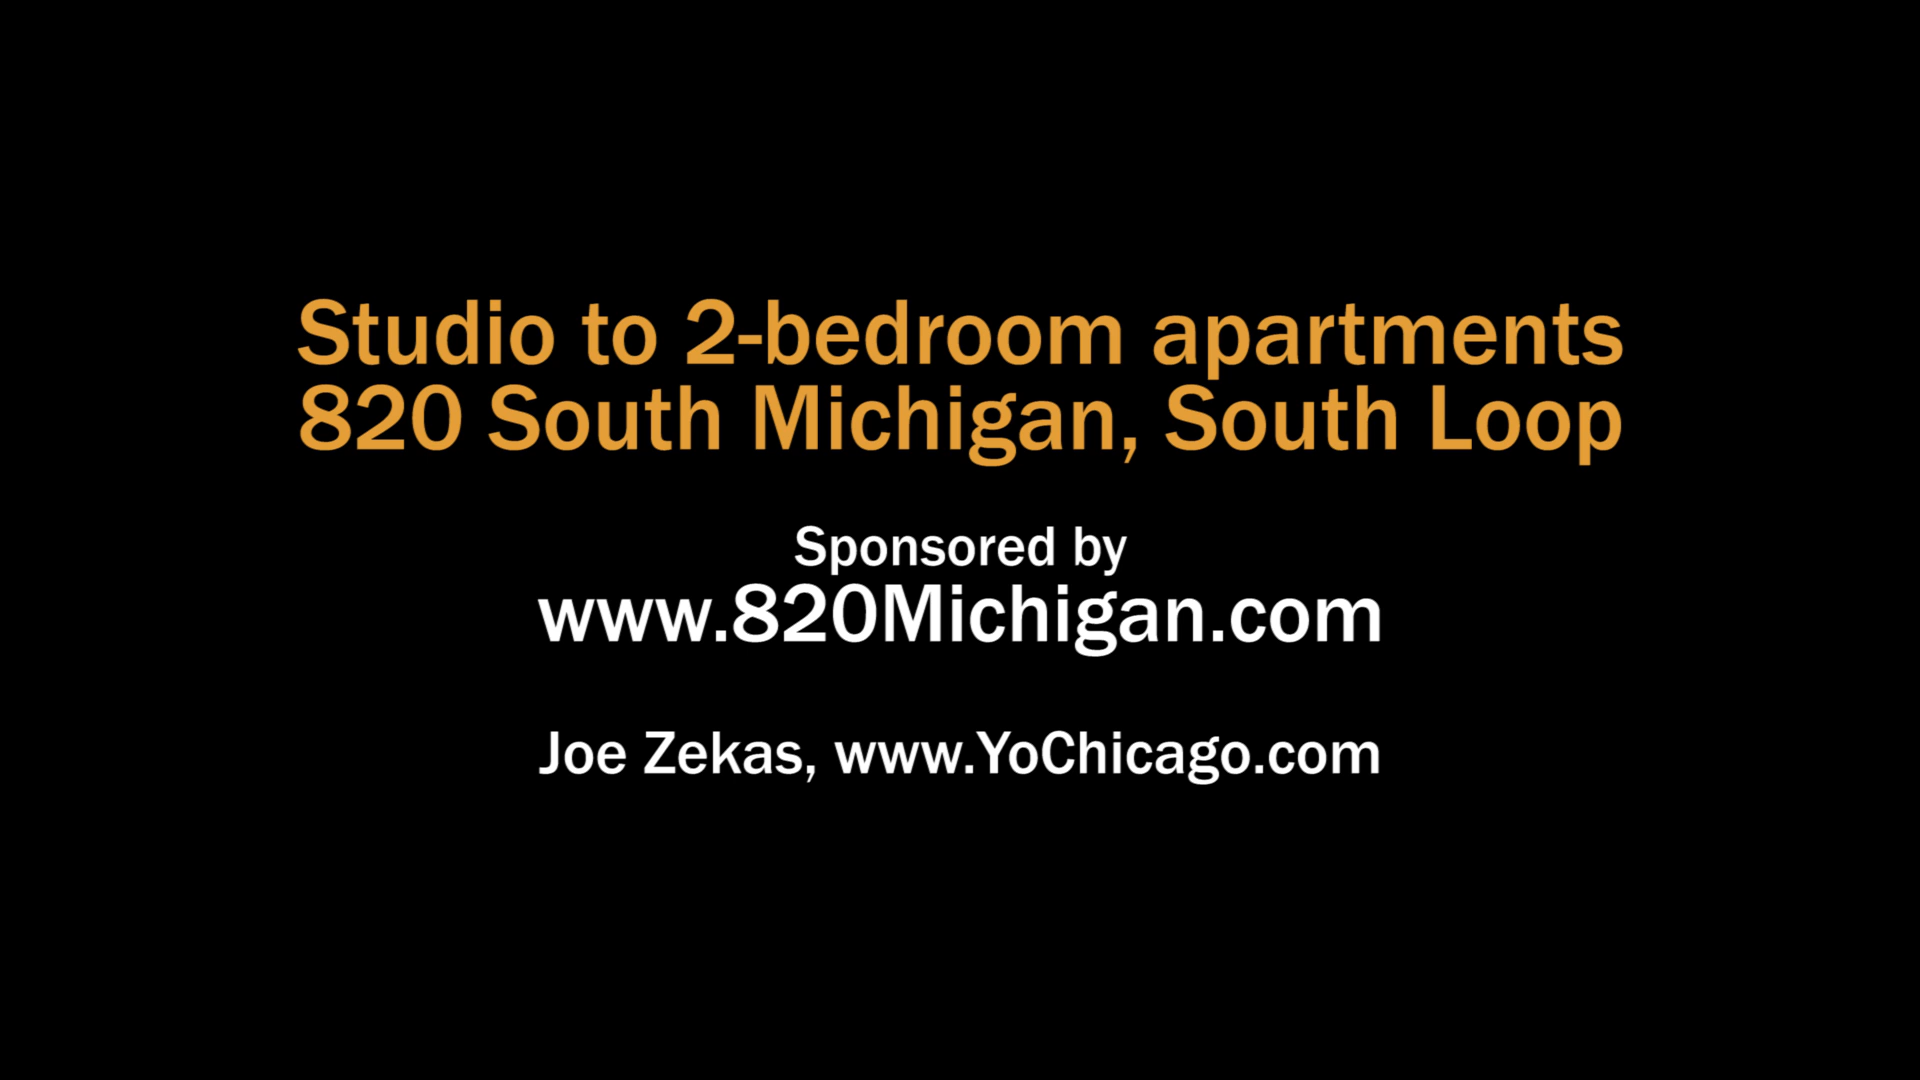 Studio to 2-bedroom apartments
820 South Michigan, South Loop
Sponsored by
www.820Michigan.com
Joe Zekas, www.YoChicago.com